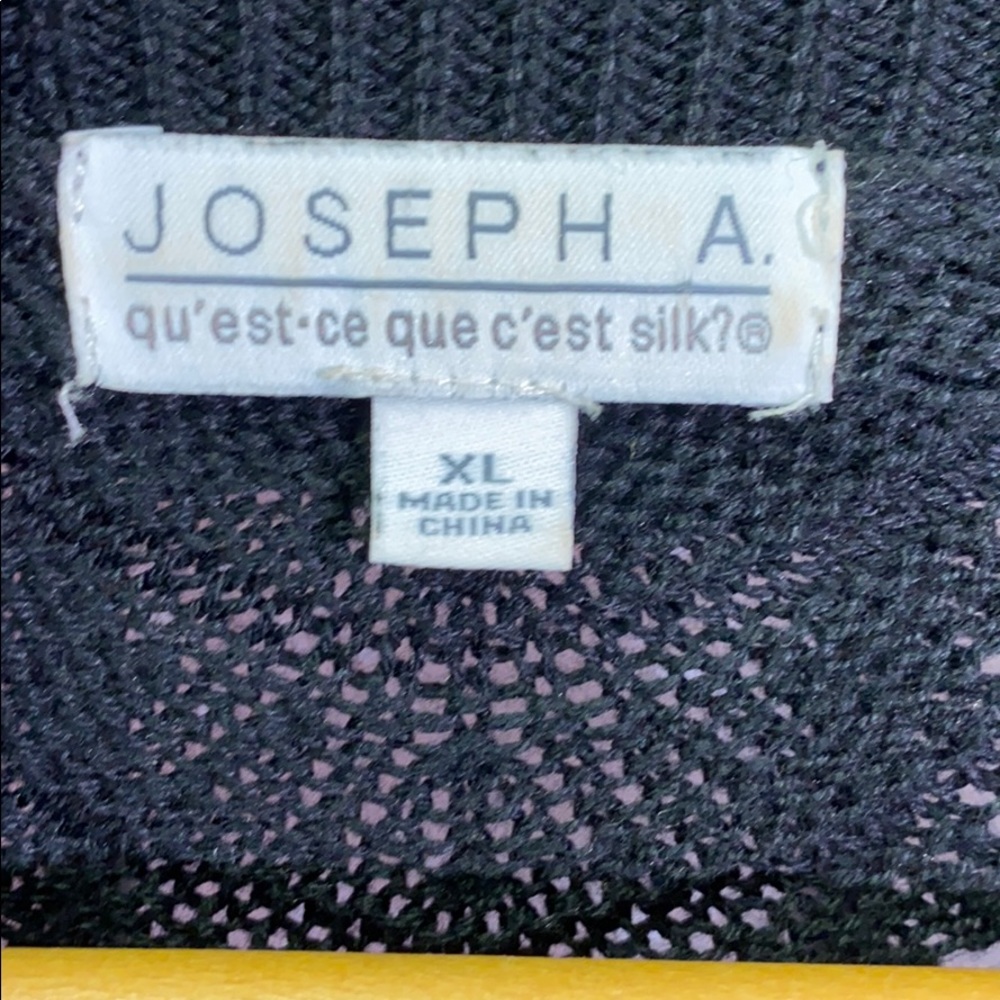 JOSEPH A.
qu'est-ce que c'est silk?®
XL
MADE IN
CHINA